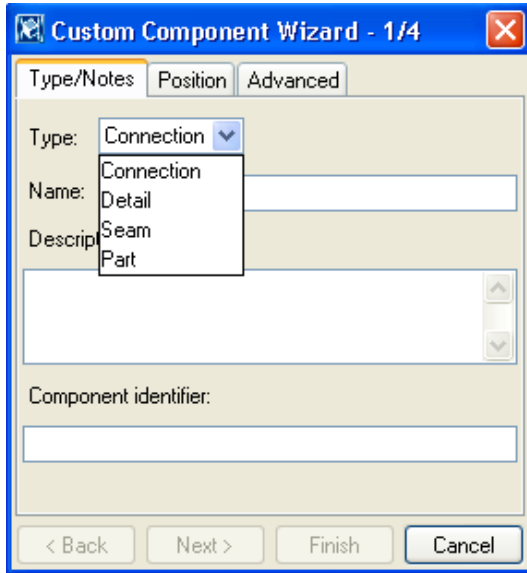 Custom Component Wizard - 1/4
Type/Notes Position Advanced
Type: Connection
Connection
Name: Detail
Descript Seam
Part
Component identifier:
< Back Next > Finish Cancel